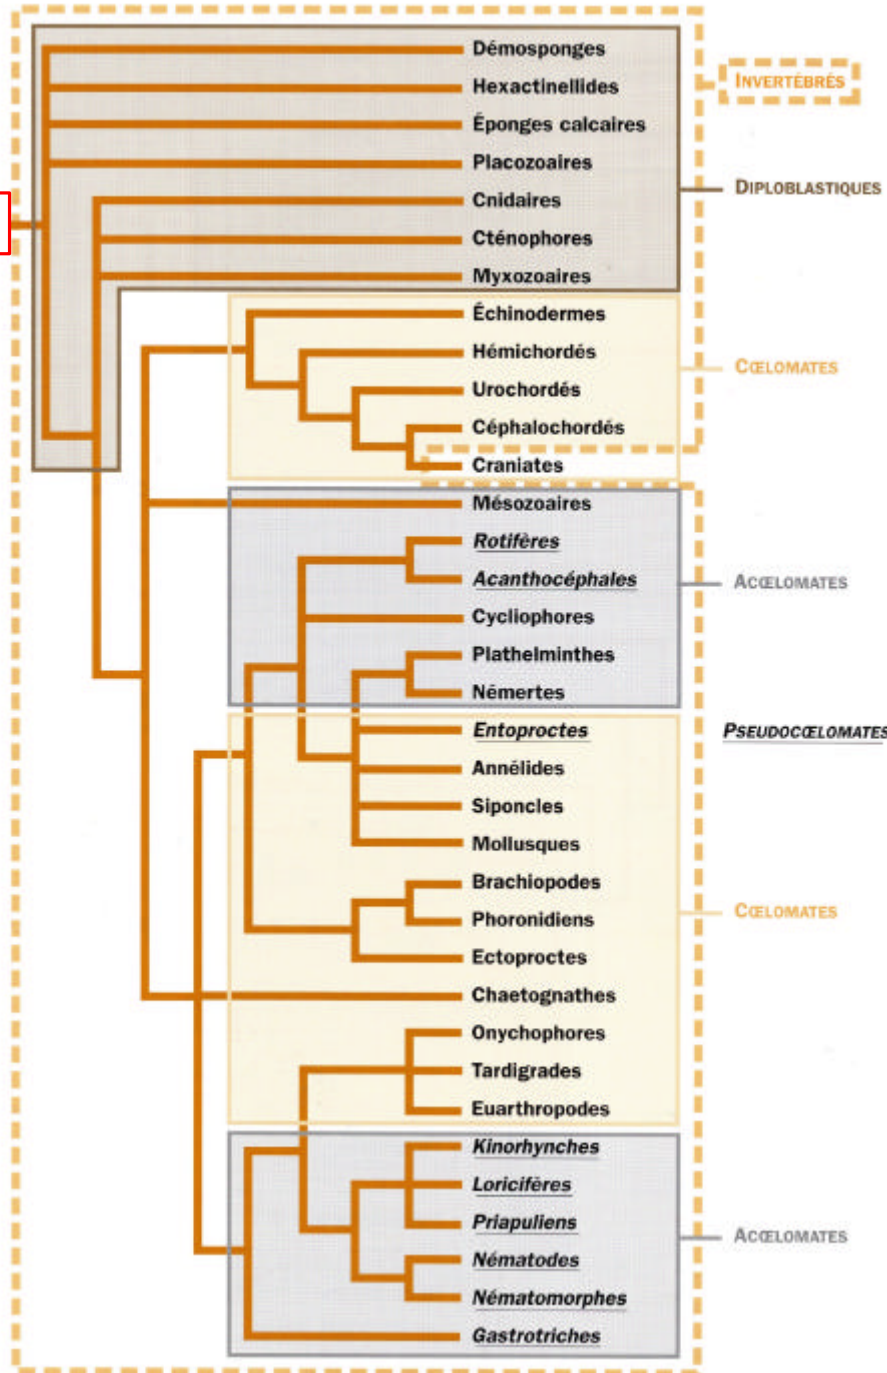 Démosponges
Hexactinellides
Éponges calcaires
Placozoaires
Cnidaires
Cténophores
Myxozoaires
Échinodermes
Hémichordés
Urochordés
Céphalochordés
Craniates
Mésozoaires
Rotifères
Acanthocéphales
Cycliophores
Plathelminthes
Némertes
Entoproctes
Annélides
Siponcles
Mollusques
Brachiopodes
Phoronidiens
Ectoproctes
Chaetognathes
Onychophores
Tardigrades
Euarthropodes
Kinorhynches
Loricifères
Priapuliens
Nématodes
Nématomorphes
Gastrotriches
INVERTÉBRÉS
DIPLOBLASTIQUES
CŒLOMATES
ACŒLOMATES
PSEUDOCŒLOMATES
CŒLOMATES
ACŒLOMATES